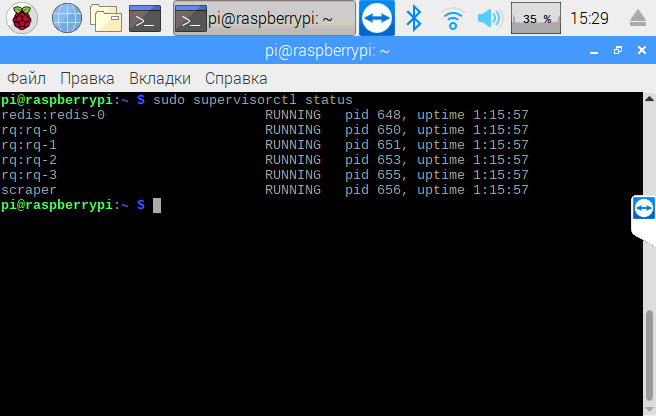 pi@raspberrypi: ~
35 %
15:29
pi@raspberrypi: ~
Файл Правка Вкладки Справка
pi@raspberrypi:~ $ sudo supervisorctl status
redis:redis-0 RUNNING pid 648, uptime 1:15:57
rq:rq-0 RUNNING pid 650, uptime 1:15:57
rq:rq-1 RUNNING pid 651, uptime 1:15:57
rq:rq-2 RUNNING pid 653, uptime 1:15:57
rq:rq-3 RUNNING pid 655, uptime 1:15:57
scraper RUNNING pid 656, uptime 1:15:57
pi@raspberrypi:~ $